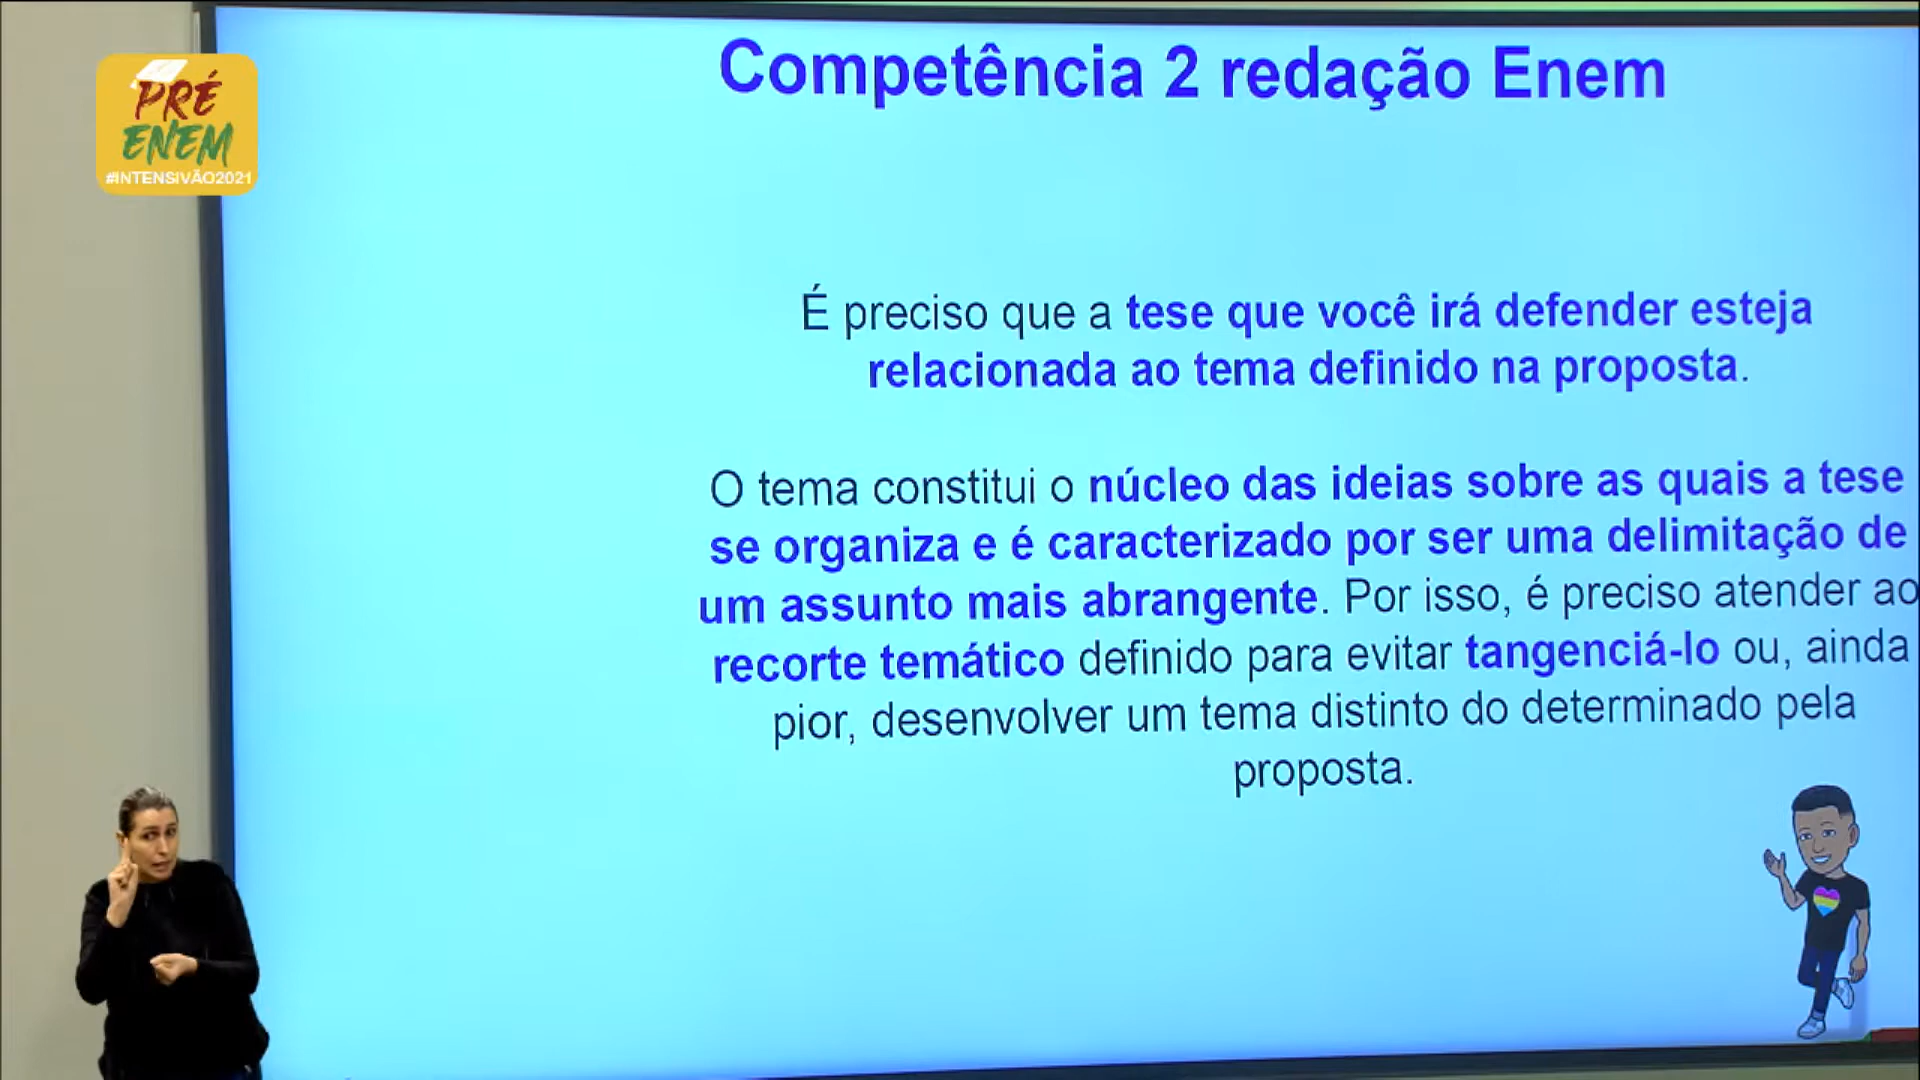 PRÉ
ENEM
#INTENSIVÃO2021
Competência 2 redação Enem
É preciso que a tese que você irá defender esteja
relacionada ao tema definido na proposta.
O tema constitui o núcleo das ideias sobre as quais a tese
se organiza e é caracterizado por ser uma delimitação de
um assunto mais abrangente. Por isso, é preciso atender ao
recorte temático definido para evitar tangenciá-lo ou, ainda
pior, desenvolver um tema distinto do determinado pela
proposta.